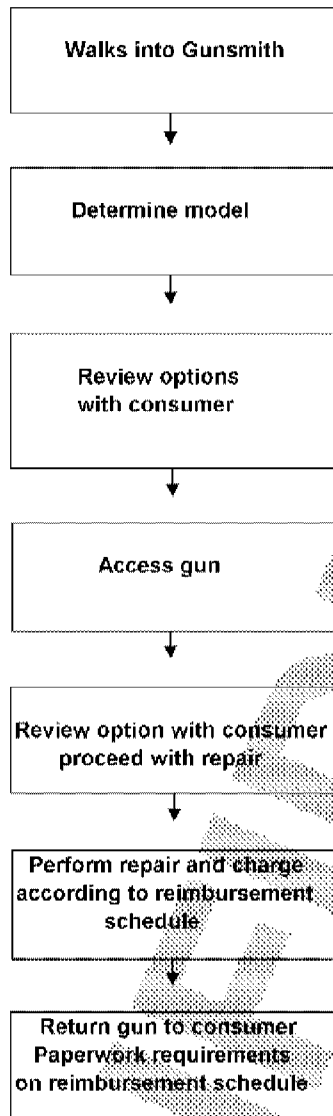 Walks into Gunsmith
Determine model
Review options
with consumer
Access gun
Review option with consumer
proceed with repair
Perform repair and charge
according to reimbursement
schedule
Return gun to consumer
Paperwork requirements
on reimbursement schedule